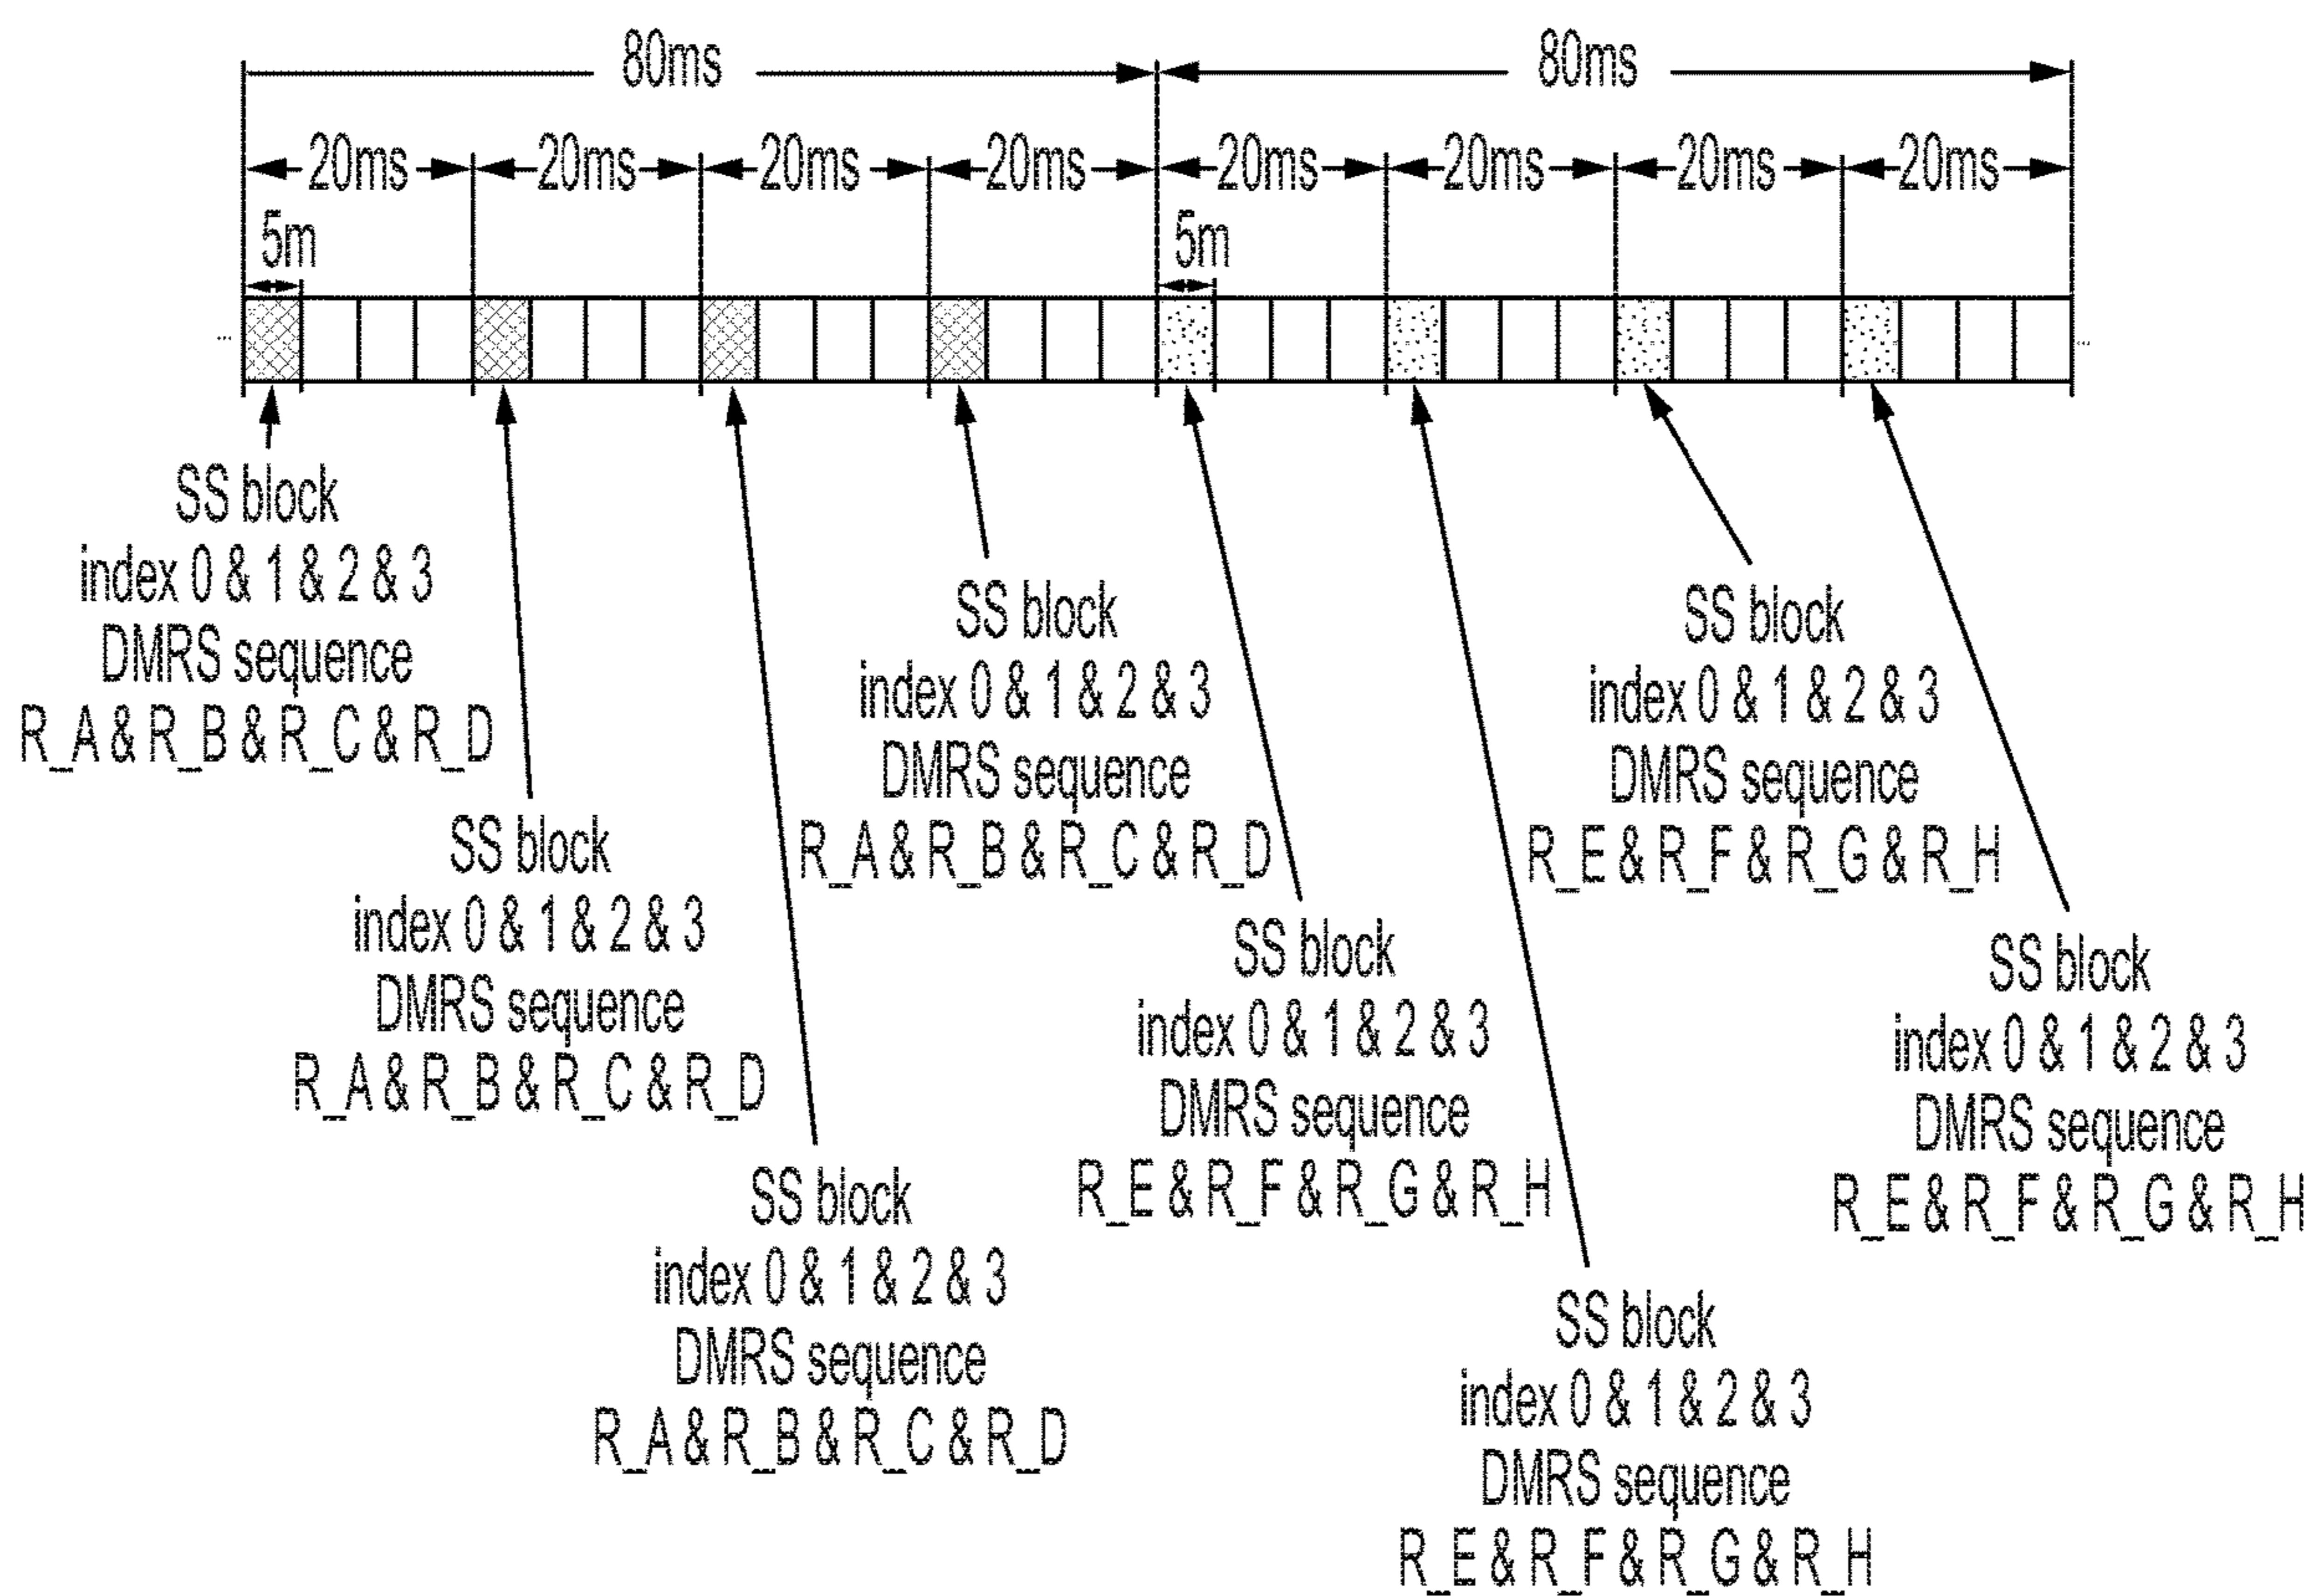 80ms 80ms
20ms 20ms 20ms 20ms 20ms 20ms 20ms 20ms
5m 5m
... ...
SS block
index 0 & 1 & 2 & 3
DMRS sequence
R_A & R_B & R_C & R_D
SS block
index 0 & 1 & 2 & 3
DMRS sequence
R_A & R_B & R_C & R_D
SS block
index 0 & 1 & 2 & 3
DMRS sequence
R_A & R_B & R_C & R_D
SS block
index 0 & 1 & 2 & 3
DMRS sequence
R_A & R_B & R_C & R_D
SS block
index 0 & 1 & 2 & 3
DMRS sequence
R_E & R_F & R_G & R_H
SS block
index 0 & 1 & 2 & 3
DMRS sequence
R_E & R_F & R_G & R_H
SS block
index 0 & 1 & 2 & 3
DMRS sequence
R_E & R_F & R_G & R_H
SS block
index 0 & 1 & 2 & 3
DMRS sequence
R_E & R_F & R_G & R_H